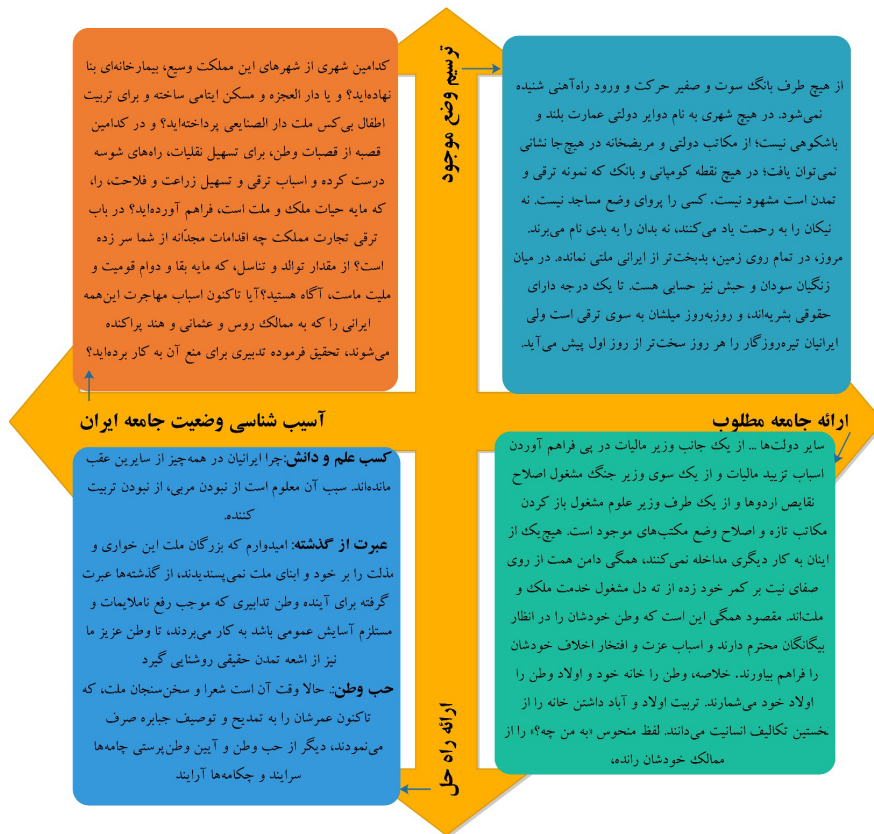 ترسیم وضع موجود
از هیچ طرف بانگ سوت و صفیر حرکت و ورود راه‌آهنی شنیده
نمی‌شود. در هیچ شهری به نام دوایر دولتی عمارت بلند و
باشکوهی نیست؛ از مکاتب دولتی و مریضخانه در هیچ‌جا نشانی
نمی‌توان یافت؛ در هیچ نقطه کومپانی و بانک که نمونه ترقی و
تمدن است مشهود نیست. کسی را پروای وضع مساجد نیست. نه
نیکان را به رحمت یاد می‌کنند، نه بدان را به بدی نام می‌برند.
مروز، در تمام روی زمین، بدبخت‌تر از ایرانی ملتی نمانده. در میان
زنگیان سودان و حبش نیز حسابی هست. تا یک درجه دارای
حقوقی بشریه‌اند، و روزبه‌روز میلشان به سوی ترقی است ولی
ایرانیان تیره‌روزگار را هر روز سخت‌تر از روز اول پیش می‌آید.
کدامین شهری از شهرهای این مملکت وسیع، بیمارخانه‌ای بنا
نهاده‌اید؟ و یا دار العجزه و مسکن ایتامی ساخته و برای تربیت
اطفال بی‌کس ملت دار الصنایعی پرداخته‌اید؟ و در کدامین
قصبه از قصبات وطن، برای تسهیل نقلیات، راه‌های شوسه
درست کرده و اسباب ترقی و تسهیل زراعت و فلاحت، را،
که مایه حیات ملک و ملت است، فراهم آورده‌اید؟ در باب
ترقی تجارت مملکت چه اقدامات مجدّانه از شما سر زده
است؟ از مقدار توالد و تناسل، که مایه بقا و دوام قومیت و
ملیت ماست، آگاه هستید؟آیا تاکنون اسباب مهاجرت این‌همه
ایرانی را که به ممالک روس و عثمانی و هند پراکنده
می‌شوند، تحقیق فرموده تدبیری برای منع آن به کار برده‌اید؟
ارائه جامعه مطلوب
آسیب شناسی وضعیت جامعه ایران
سایر دولت‌ها ... از یک جانب وزیر مالیات در پی فراهم آوردن
اسباب تزیید مالیات و از یک سوی وزیر جنگ مشغول اصلاح
نقایص اردوها و از یک طرف وزیر علوم مشغول باز کردن
مکاتب تازه و اصلاح وضع مکتب‌های موجود است. هیچ‌یک از
اینان به کار دیگری مداخله نمی‌کنند، همگی دامن همت از روی
صفای نیت بر کمر خود زده از ته دل مشغول خدمت ملک و
ملت‌اند. مقصود همگی این است که وطن خودشان را در انظار
بیگانگان محترم دارند و اسباب عزت و افتخار اخلاف خودشان
را فراهم بیاورند. خلاصه، وطن را خانه خود و اولاد وطن را
اولاد خود می‌شمارند. تربیت اولاد و آباد داشتن خانه را از
نخستین تکالیف انسانیت می‌دانند. لفظ منحوس «به من چه؟» را از
ممالک خودشان رانده،
کسب علم و دانش:چرا ایرانیان در همه‌چیز از سایرین عقب
مانده‌اند. سبب آن معلوم است از نبودن مربی، از نبودن تربیت
کننده.
عبرت از گذشته: امیدوارم که بزرگان ملت این خواری و
مذلت را بر خود و ابنای ملت نمی‌پسندیدند، از گذشته‌ها عبرت
گرفته برای آینده وطن تدابیری که موجب رفع ناملایمات و
مستلزم آسایش عمومی باشد به کار می‌بردند، تا وطن عزیز ما
نیز از اشعه تمدن حقیقی روشنایی گیرد
حب وطن:. حالا وقت آن است شعرا و سخن‌سنجان ملت، که
تاکنون عمرشان را به تمدیح و توصیف جبابره صرف
می‌نمودند، دیگر از حب وطن و آیین وطن‌پرستی چامه‌ها
سرایند و چکامه‌ها آرایند
ارائه راه حل